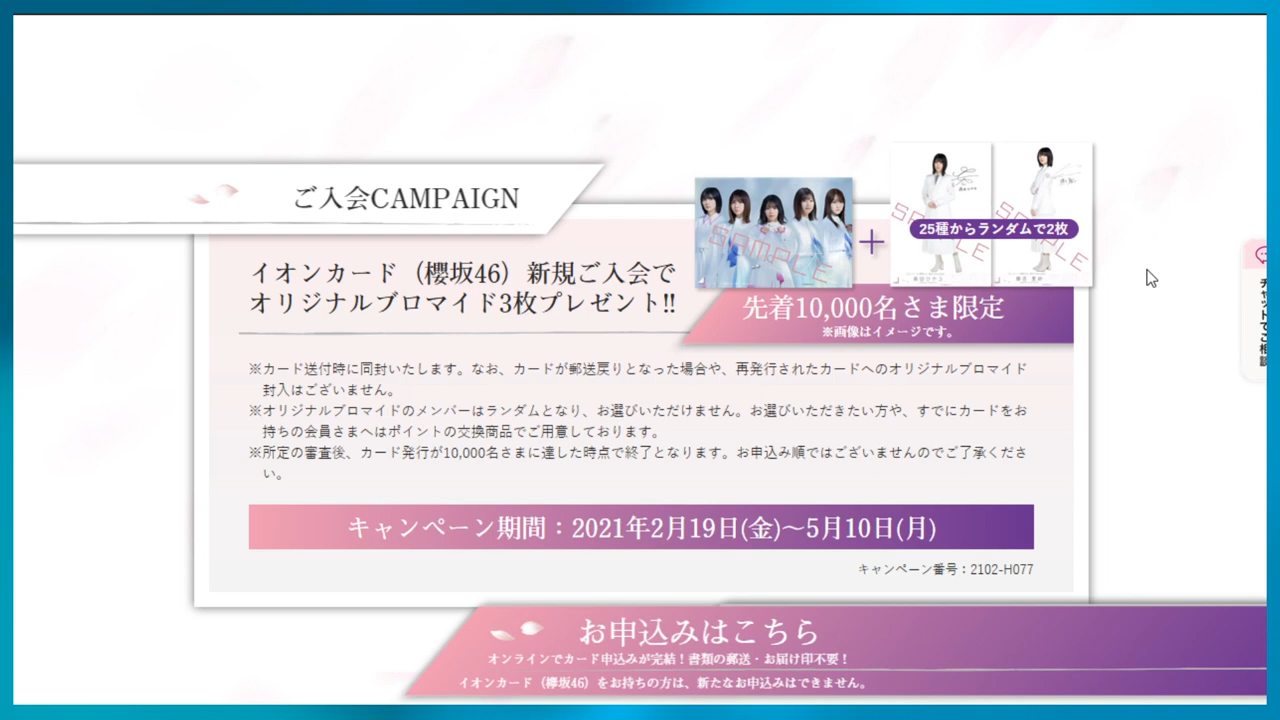 ご入会CAMPAIGN
SAMPLE
SAMPLE
SAMPLE
25種からランダムで2枚
イオンカード（櫻坂46）新規ご入会で
オリジナルブロマイド3枚プレゼント!!
先着10,000名さま限定
※画像はイメージです。
チャットでご相談
※カード送付時に同封いたします。なお、カードが郵送戻りとなった場合や、再発行されたカードへのオリジナルブロマイド
封入はございません。
※オリジナルブロマイドのメンバーはランダムとなり、お選びいただけません。お選びいただきたい方や、すでにカードをお
持ちの会員さまへはポイントの交換商品でご用意しております。
※所定の審査後、カード発行が10,000名さまに達した時点で終了となります。お申込み順ではございませんのでご了承くださ
い。
キャンペーン期間：2021年2月19日(金)～5月10日(月)
キャンペーン番号：2102-H077
お申込みはこちら
オンラインでカード申込みが完結！書類の郵送・お届け印不要！
イオンカード（櫻坂46）をお持ちの方は、新たなお申込みはできません。